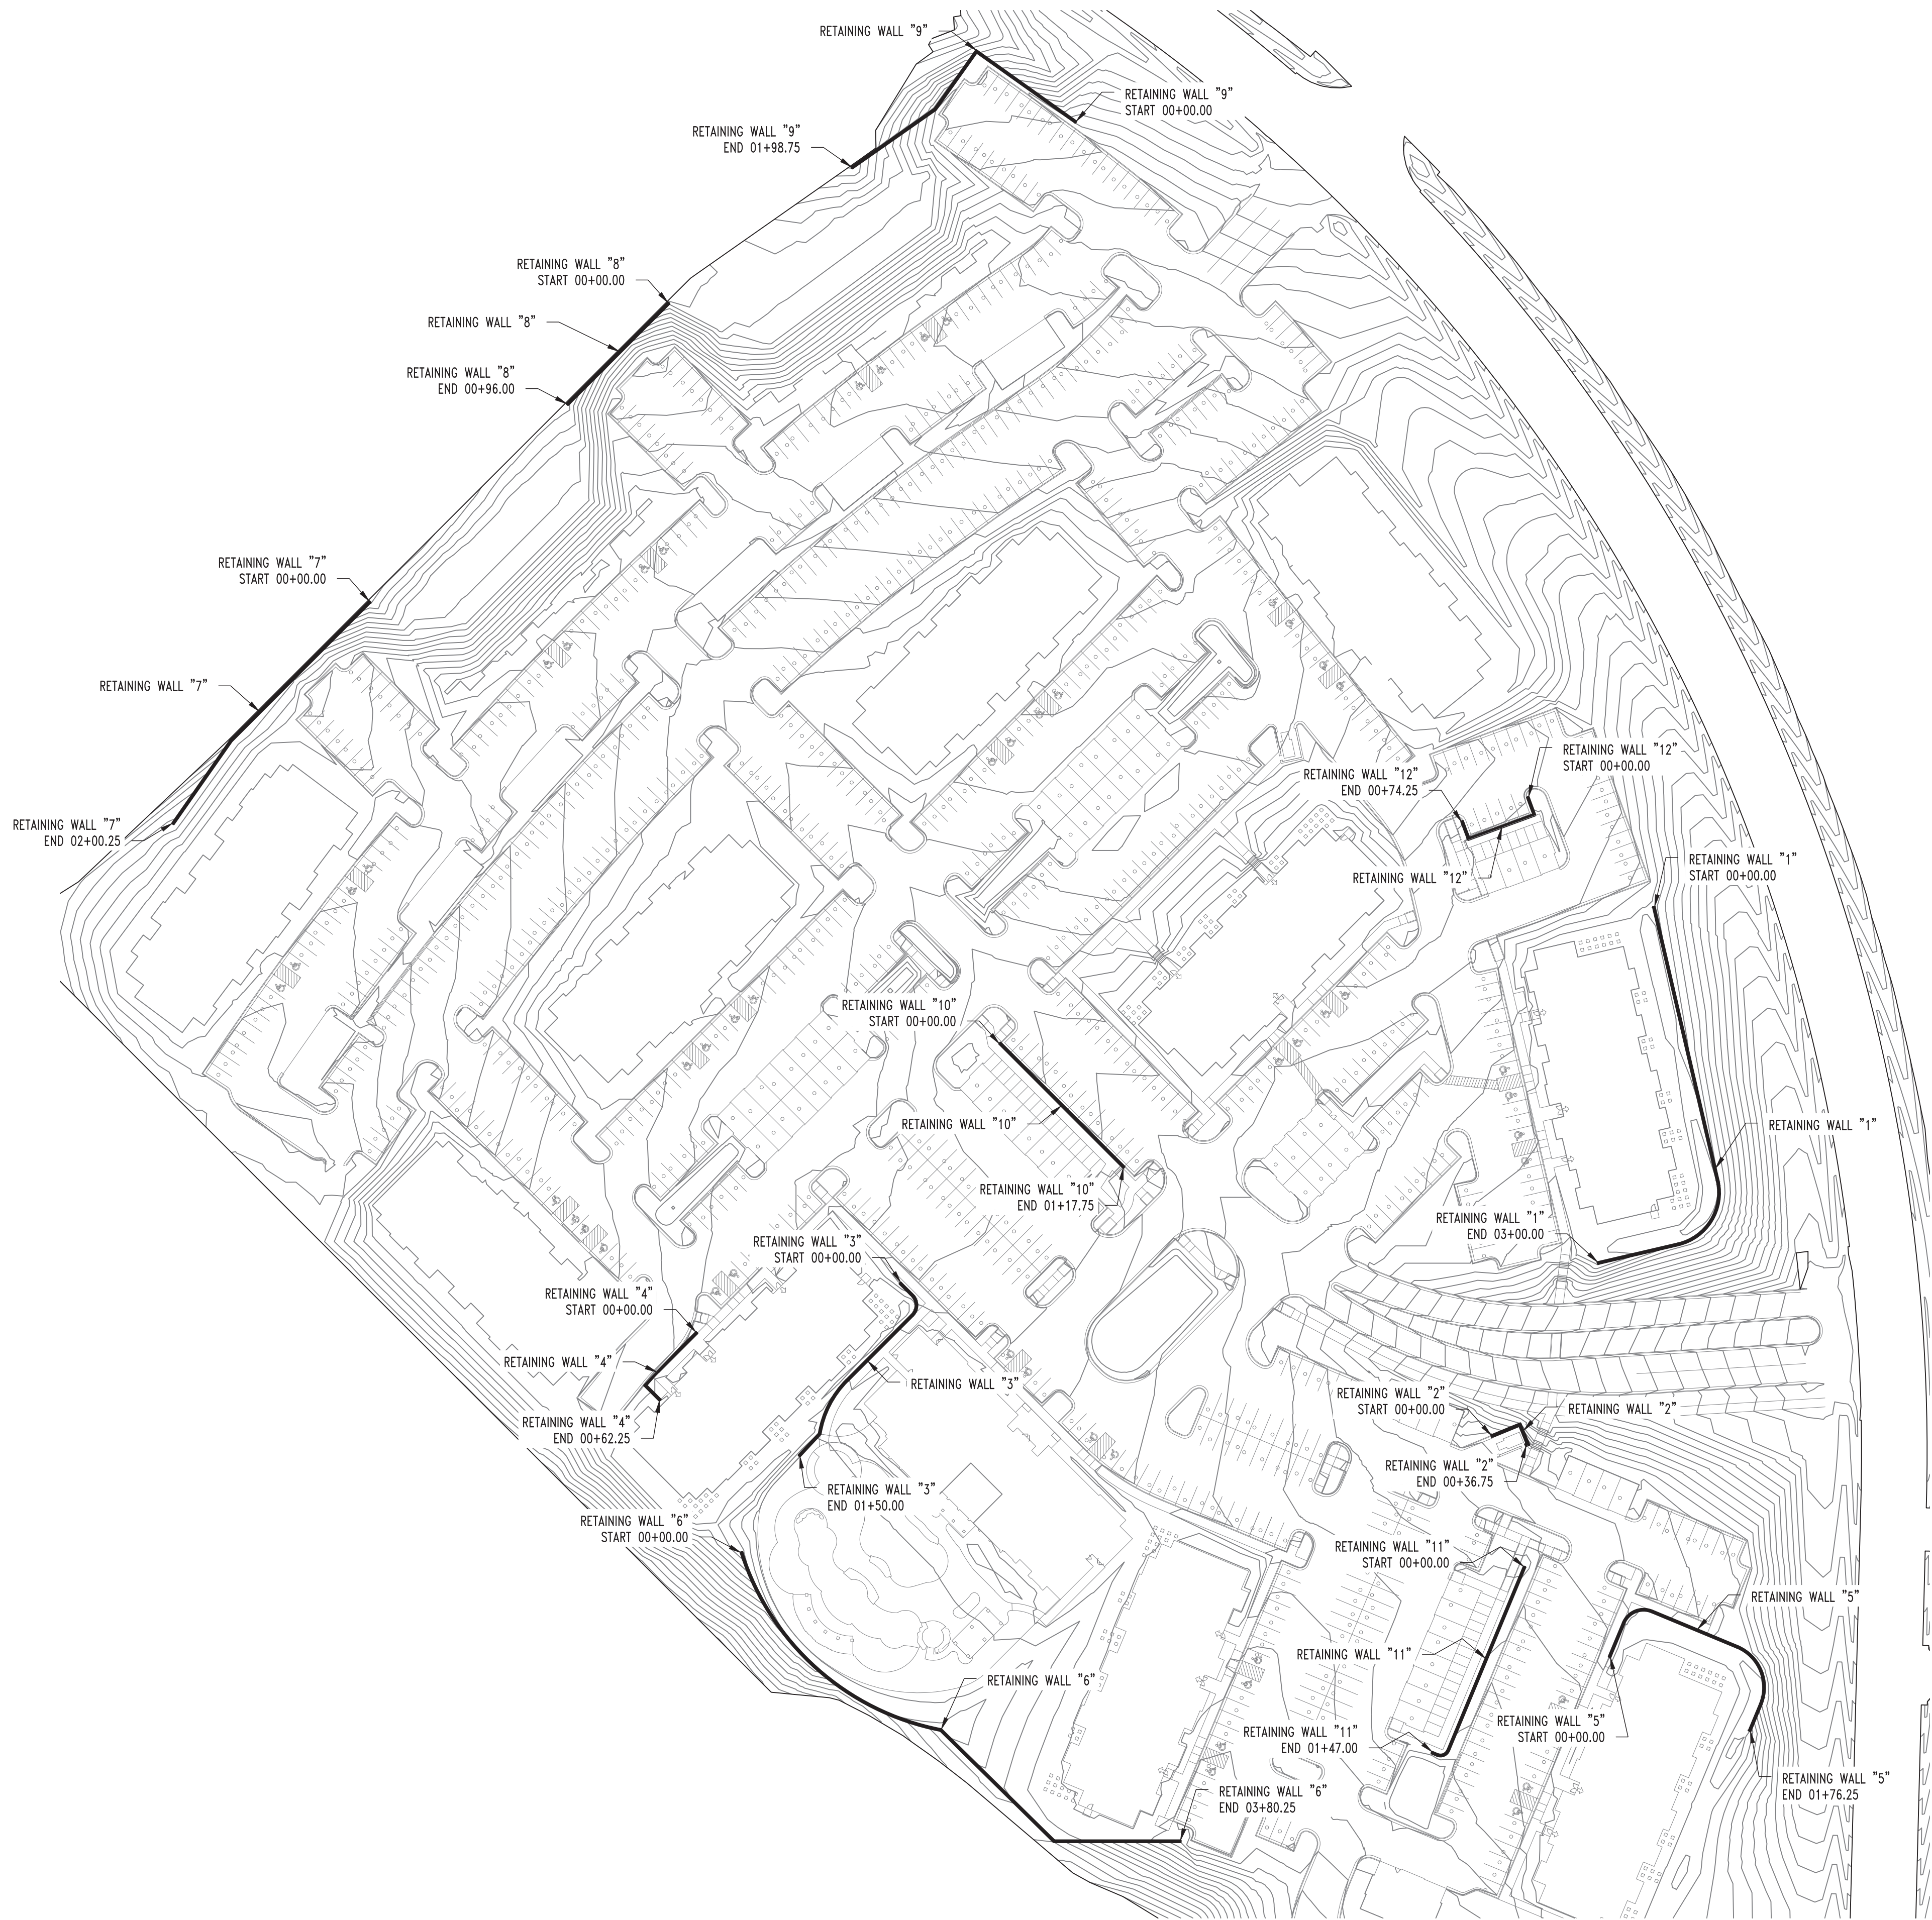 RETAINING WALL "9"
RETAINING WALL "9"
START 00+00.00
RETAINING WALL "9"
END 01+98.75
RETAINING WALL "8"
START 00+00.00
RETAINING WALL "8"
RETAINING WALL "8"
END 00+96.00
RETAINING WALL "7"
START 00+00.00
RETAINING WALL "7"
RETAINING WALL "7"
END 02+00.25
RETAINING WALL "12"
START 00+00.00
RETAINING WALL "12"
END 00+74.25
RETAINING WALL "12"
RETAINING WALL "1"
START 00+00.00
RETAINING WALL "10"
START 00+00.00
RETAINING WALL "10"
RETAINING WALL "1"
RETAINING WALL "10"
END 01+17.75
RETAINING WALL "1"
END 03+00.00
RETAINING WALL "3"
START 00+00.00
RETAINING WALL "4"
START 00+00.00
RETAINING WALL "4"
RETAINING WALL "3"
RETAINING WALL "2"
START 00+00.00
RETAINING WALL "2"
RETAINING WALL "4"
END 00+62.25
RETAINING WALL "2"
END 00+36.75
RETAINING WALL "3"
END 01+50.00
RETAINING WALL "6"
START 00+00.00
RETAINING WALL "11"
START 00+00.00
RETAINING WALL "5"
RETAINING WALL "11"
RETAINING WALL "6"
RETAINING WALL "5"
START 00+00.00
RETAINING WALL "11"
END 01+47.00
RETAINING WALL "5"
END 01+76.25
RETAINING WALL "6"
END 03+80.25